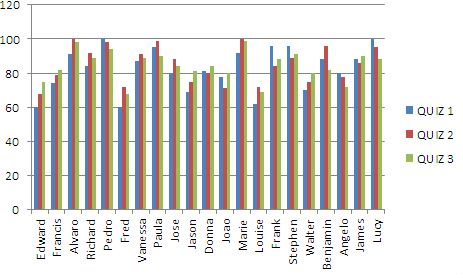 120
100
80
60
40
20
0
Edward
Francis
Alvaro
Richard
Pedro
Fred
Vanessa
Paula
Jose
Jason
Donna
Joao
Marie
Louise
Frank
Stephen
Walter
Benjamin
Angelo
James
Lucy
QUIZ 1
QUIZ 2
QUIZ 3